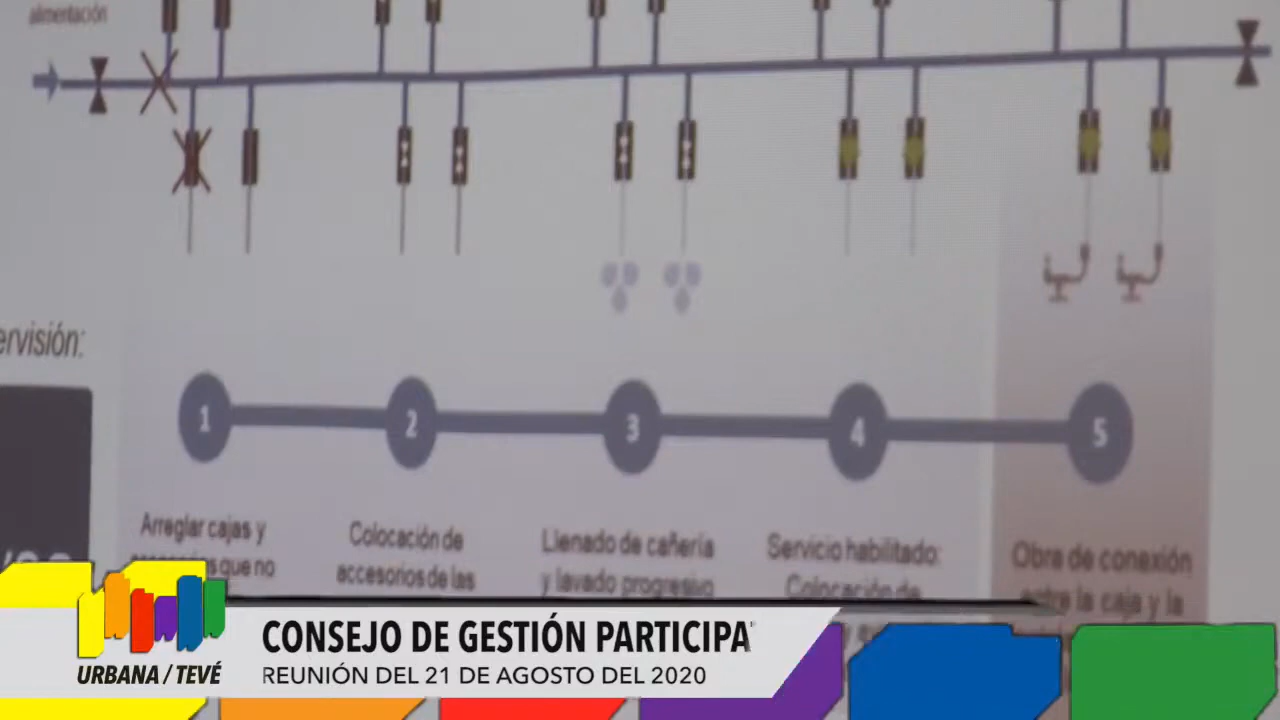 alimentación
ervisión:
1
2
3
4
5
Arreglar cajas y
que no
Colocación de
accesorios de las
Llenado de cañería
y lavado progresivo
Servicio habilitado:
Colocación de
Obra de conexión
entre la caja y la
URBANA / TEVÉ
CONSEJO DE GESTIÓN PARTICIPA
REUNIÓN DEL 21 DE AGOSTO DEL 2020